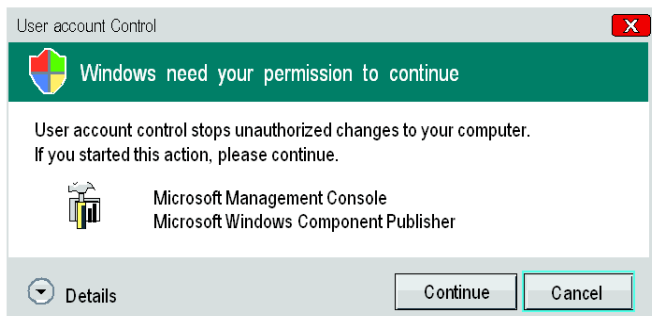 User account Control
Windows need your permission to continue
User account control stops unauthorized changes to your computer.
If you started this action, please continue.
Microsoft Management Console
Microsoft Windows Component Publisher
Details
Continue
Cancel